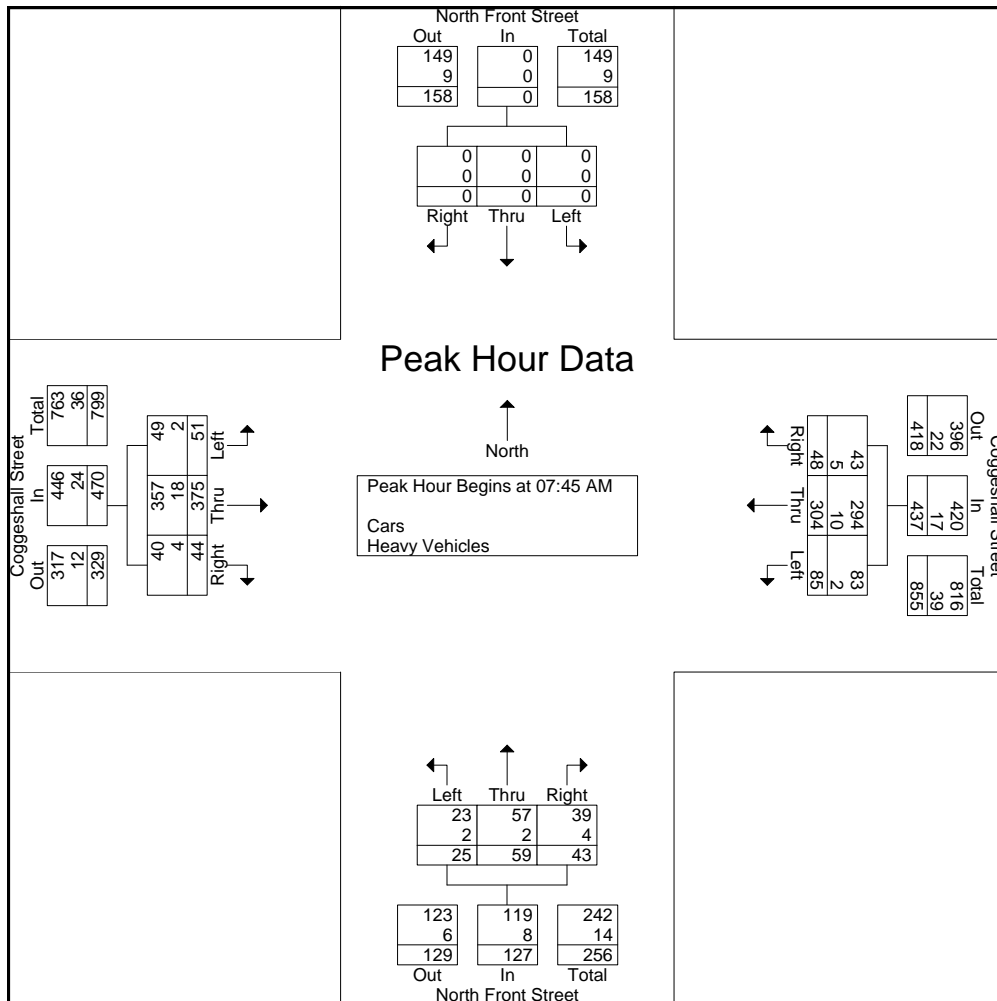 North Front Street
Out In Total
149 0 149
9 0 9
158 0 158
0 0 0
0 0 0
0 0 0
Right Thru Left
Peak Hour Data
North
Peak Hour Begins at 07:45 AM
Cars
Heavy Vehicles
Coggeshall Street
Out In Total
317 446 763
12 24 36
329 470 799
Right Thru Left
40 357 49
4 18 2
44 375 51
Coggeshall Street
Out In Total
396 420 816
22 17 39
418 437 855
Right Thru Left
43 294 83
5 10 2
48 304 85
Left Thru Right
23 57 39
2 2 4
25 59 43
123 119 242
6 8 14
129 127 256
Out In Total
North Front Street